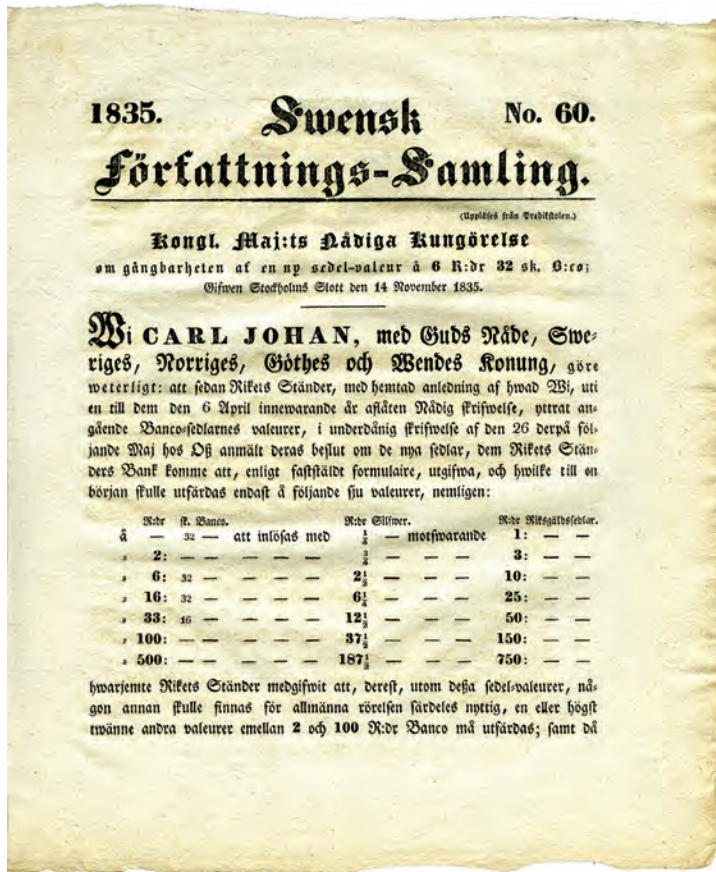 1835. Swensk No. 60.
Författnings-Samling.
(Uppläses från Predikstolen.)
Kongl. Maj:ts Nådiga Kungörelse
om gångbarheten af en ny sedel-valeur à 6 R:dr 32 sk. B:co;
Gifwen Stockholms Slott den 14 November 1835.
Wi CARL JOHAN, med Guds Nåde, Swe-
riges, Norriges, Göthes och Wendes Konung, göre
weterligt: att sedan Rikets Ständer, med hemtad anledning af hwad Wi, uti
en till dem den 6 April innewarande år aflåten Nådig skrifwelse, yttrat an-
gående Banco-sedlarnes valeurer, i underdånig skrifwelse af den 26 derpå föl-
jande Maj hos Oß anmält deras beslut om de nya sedlar, dem Rikets Stän-
ders Bank komme att, enligt faststäldt formulaire, utgifwa, och hwilke till en
början skulle utfärdas endast å följande sju valeurer, nemligen:
R:dr sk. Banco. R:dr Silfwer. R:dr Riksgäldssedlar.
å — 32 — att inlösas med — motswarande 1: — —
„ 2: — — — — — — — — — 3: — —
„ 6: 32 — — — — — 2½ — — — 10: — —
„ 16: 32 — — — — — 6¼ — — — 25: — —
„ 33: 16 — — — — — 12½ — — — 50: — —
„ 100: — — — — — — 37½ — — — 150: — —
„ 500: — — — — — — 187½ — — — 750: — —
hwarjemte Rikets Ständer medgifwit att, derest, utom deßa sedel-valeurer, nå-
gon annan skulle finnas för allmänna rörelsen särdeles nyttig, en eller högst
twänne andra valeurer emellan 2 och 100 R:dr Banco må utfärdas; samt då